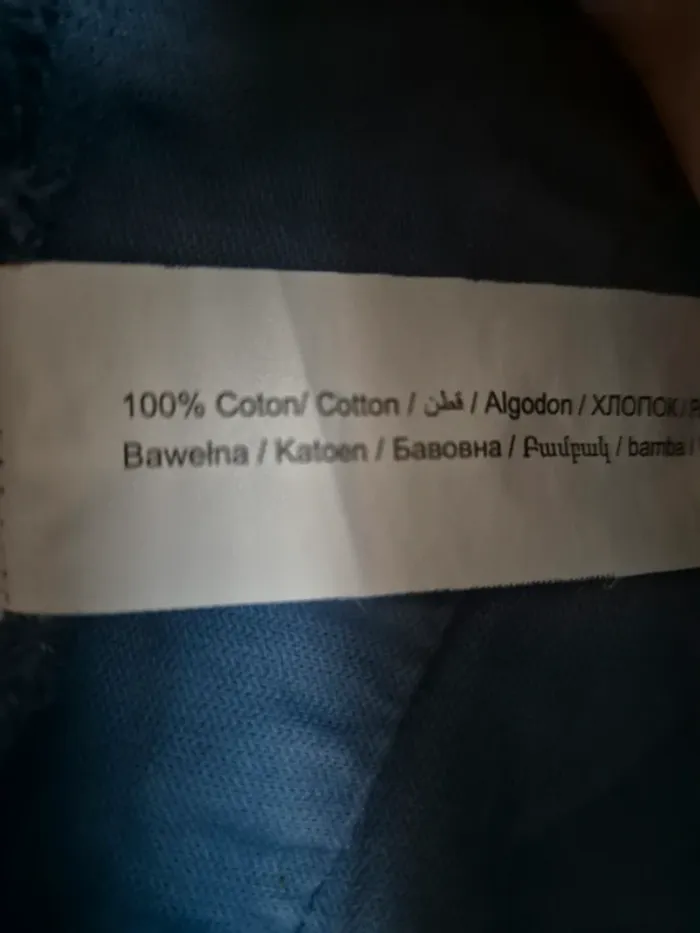 100% Coton/ Cotton / قطن / Algodon / ХЛОПОК /
Bawełna / Katoen / Бавовна / Բամբակ / bamba /